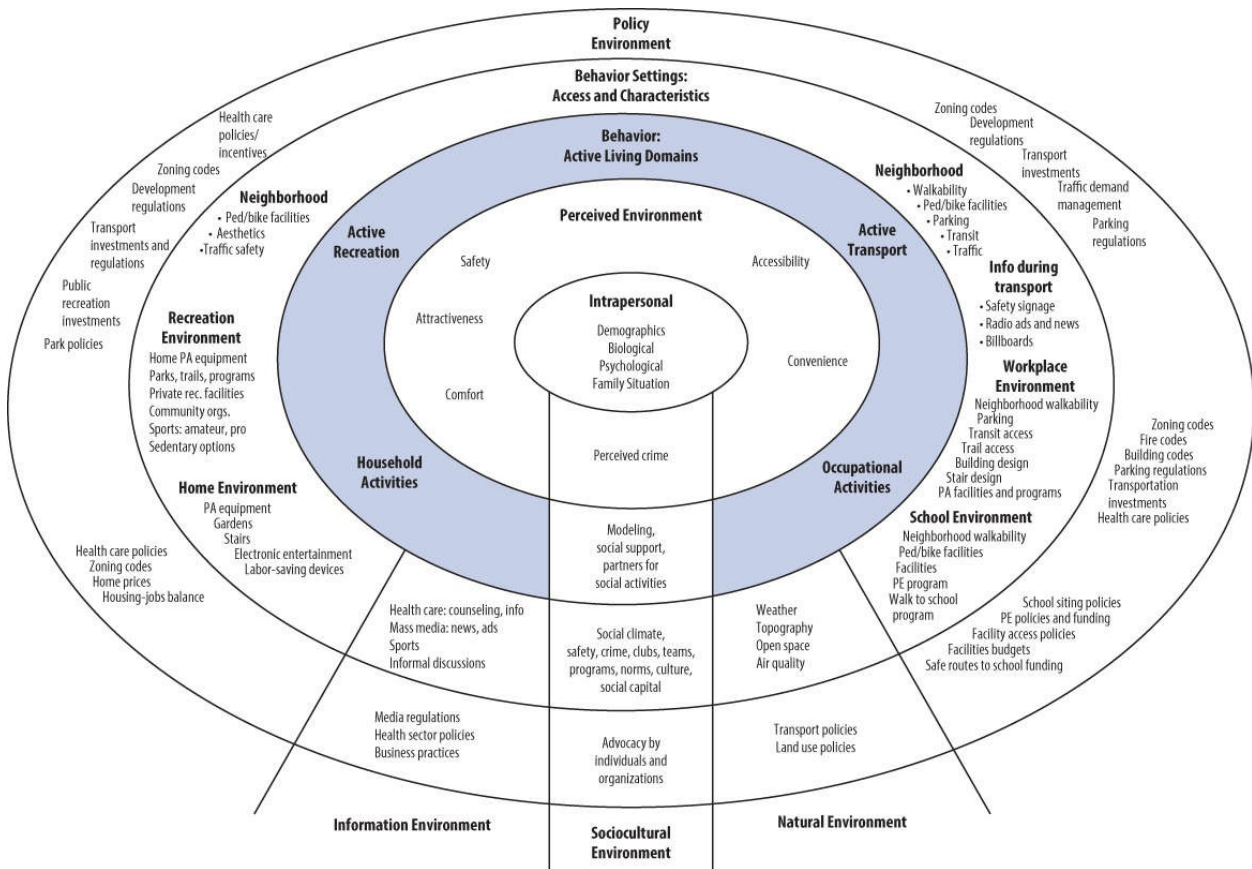 Policy
Environment
Behavior Settings:
Access and Characteristics
Behavior:
Active Living Domains
Perceived Environment
Intrapersonal
Demographics
Biological
Psychological
Family Situation
Safety
Attractiveness
Comfort
Accessibility
Convenience
Perceived crime
Active
Recreation
Active
Transport
Household
Activities
Occupational
Activities
Modeling,
social support,
partners for
social activities
Neighborhood
• Ped/bike facilities
• Aesthetics
•Traffic safety
Recreation
Environment
Home PA equipment
Parks, trails, programs
Private rec. facilities
Community orgs.
Sports: amateur, pro
Sedentary options
Home Environment
PA equipment
Gardens
Stairs
Electronic entertainment
Labor-saving devices
Neighborhood
• Walkability
• Ped/bike facilities
• Parking
• Transit
• Traffic
Info during
transport
• Safety signage
• Radio ads and news
• Billboards
Workplace
Environment
Neighborhood walkability
Parking
Transit access
Trail access
Building design
Stair design
PA facilities and programs
School Environment
Neighborhood walkability
Ped/bike facilities
Facilities
PE program
Walk to school
program
Health care: counseling, info
Mass media: news, ads
Sports
Informal discussions
Social climate,
safety, crime, clubs, teams,
programs, norms, culture,
social capital
Weather
Topography
Open space
Air quality
Health care
policies/
incentives
Zoning codes
Development
regulations
Transport
investments and
regulations
Public
recreation
investments
Park policies
Health care policies
Zoning codes
Home prices
Housing-jobs balance
Zoning codes
Development
regulations
Transport
investments
Traffic demand
management
Parking
regulations
Zoning codes
Fire codes
Building codes
Parking regulations
Transportation
investments
Health care policies
School siting policies
PE policies and funding
Facility access policies
Facilities budgets
Safe routes to school funding
Media regulations
Health sector policies
Business practices
Advocacy by
individuals and
organizations
Transport policies
Land use policies
Information Environment
Sociocultural
Environment
Natural Environment